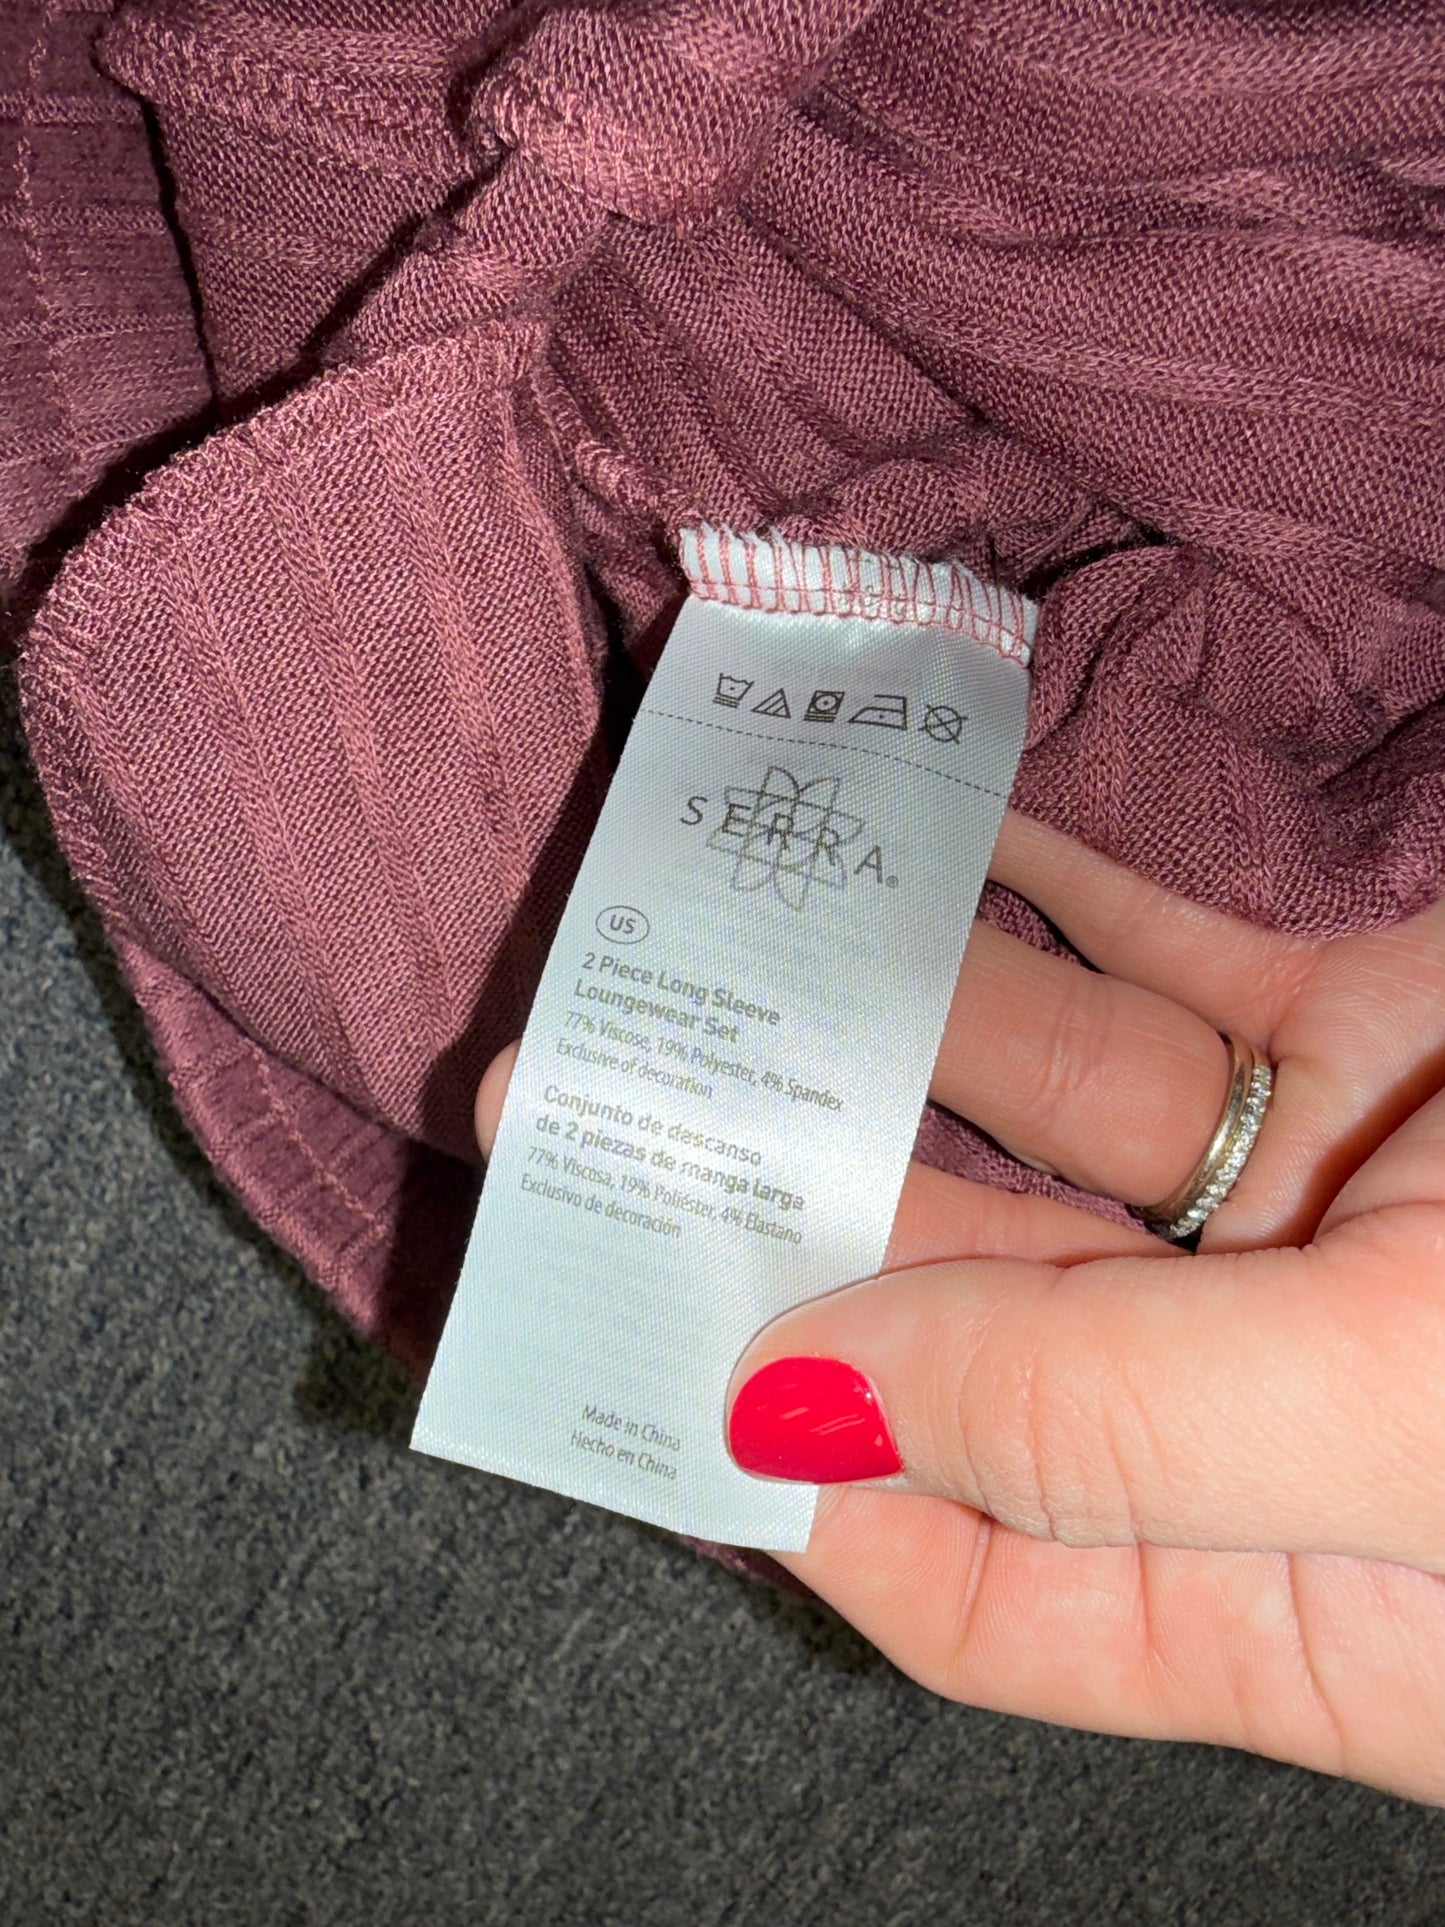 SERRA®
US
2 Piece Long Sleeve
Loungewear Set
77% Viscose, 19% Polyester, 4% Spandex
Exclusive of decoration
Conjunto de descanso
de 2 piezas de manga larga
77% Viscosa, 19% Poliéster, 4% Elastano
Exclusivo de decoración
Made in China
Hecho en China